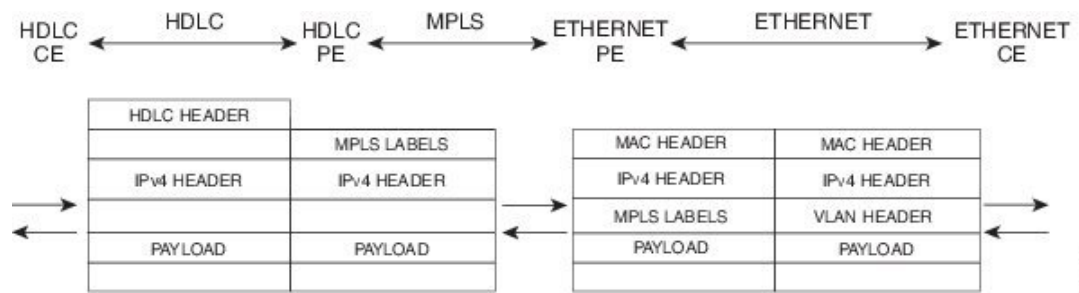 HDLC CE HDLC HDLC PE MPLS ETHERNET PE ETHERNET ETHERNET CE
HDLC HEADER
MPLS LABELS MAC HEADER MAC HEADER
IPv4 HEADER IPv4 HEADER IPv4 HEADER IPv4 HEADER
MPLS LABELS VLAN HEADER
PAYLOAD PAYLOAD PAYLOAD PAYLOAD